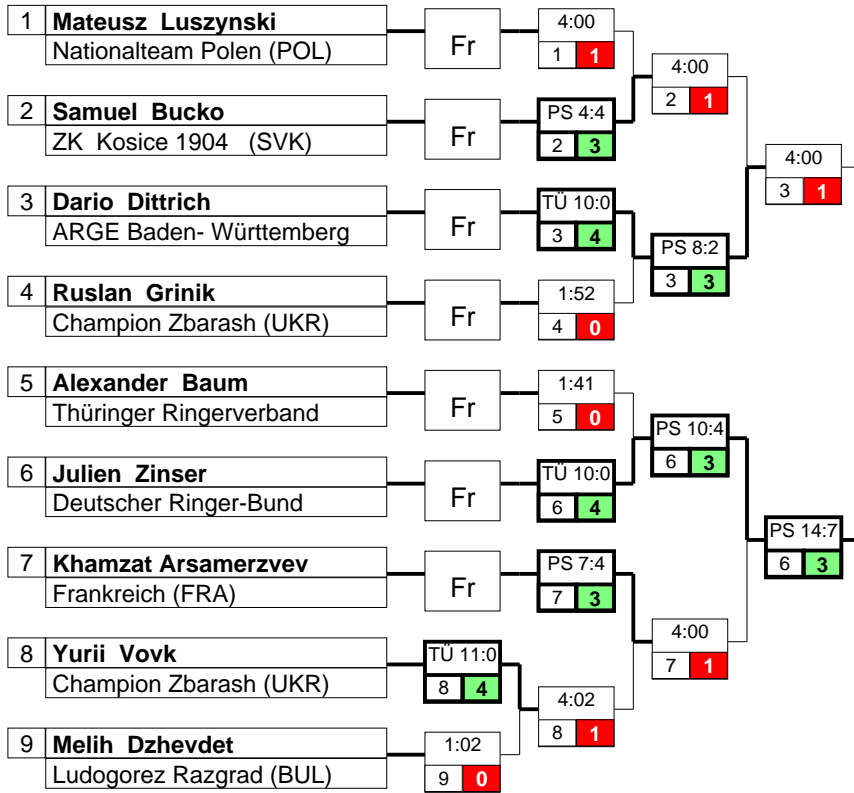 1 Mateusz Luszynski
Nationalteam Polen (POL)
Fr
4:00
1 1
4:00
2 1
2 Samuel Bucko
ZK Kosice 1904 (SVK)
Fr
PS 4:4
2 3
4:00
3 1
3 Dario Dittrich
ARGE Baden- Württemberg
Fr
TÜ 10:0
3 4
PS 8:2
3 3
4 Ruslan Grinik
Champion Zbarash (UKR)
Fr
1:52
4 0
5 Alexander Baum
Thüringer Ringerverband
Fr
1:41
5 0
PS 10:4
6 3
6 Julien Zinser
Deutscher Ringer-Bund
Fr
TÜ 10:0
6 4
PS 14:7
6 3
7 Khamzat Arsamerzvev
Frankreich (FRA)
Fr
PS 7:4
7 3
4:00
7 1
8 Yurii Vovk
Champion Zbarash (UKR)
TÜ 11:0
8 4
4:02
8 1
9 Melih Dzhevdet
Ludogorez Razgrad (BUL)
1:02
9 0